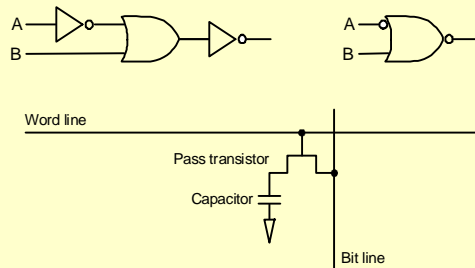 A
B
A
B
Word line
Pass transistor
Capacitor
Bit line